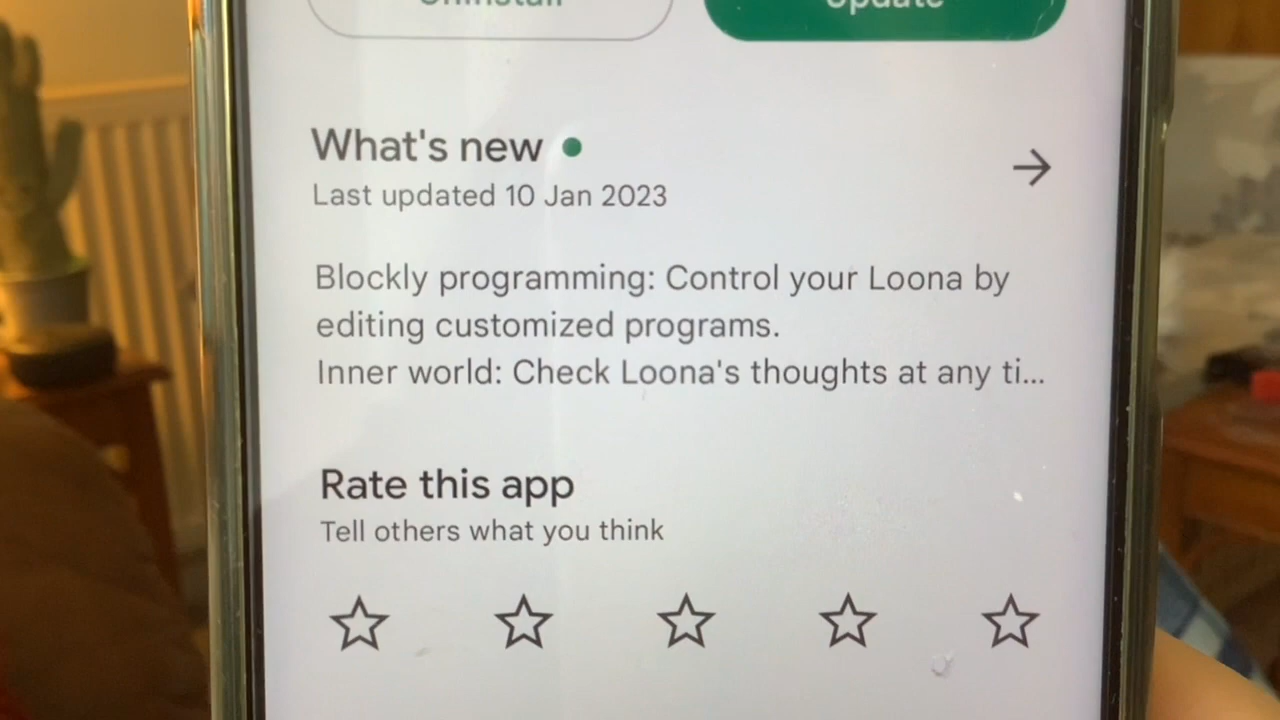 Uninstall
Update
What's new
Last updated 10 Jan 2023
Blockly programming: Control your Loona by
editing customized programs.
Inner world: Check Loona's thoughts at any ti...
Rate this app
Tell others what you think